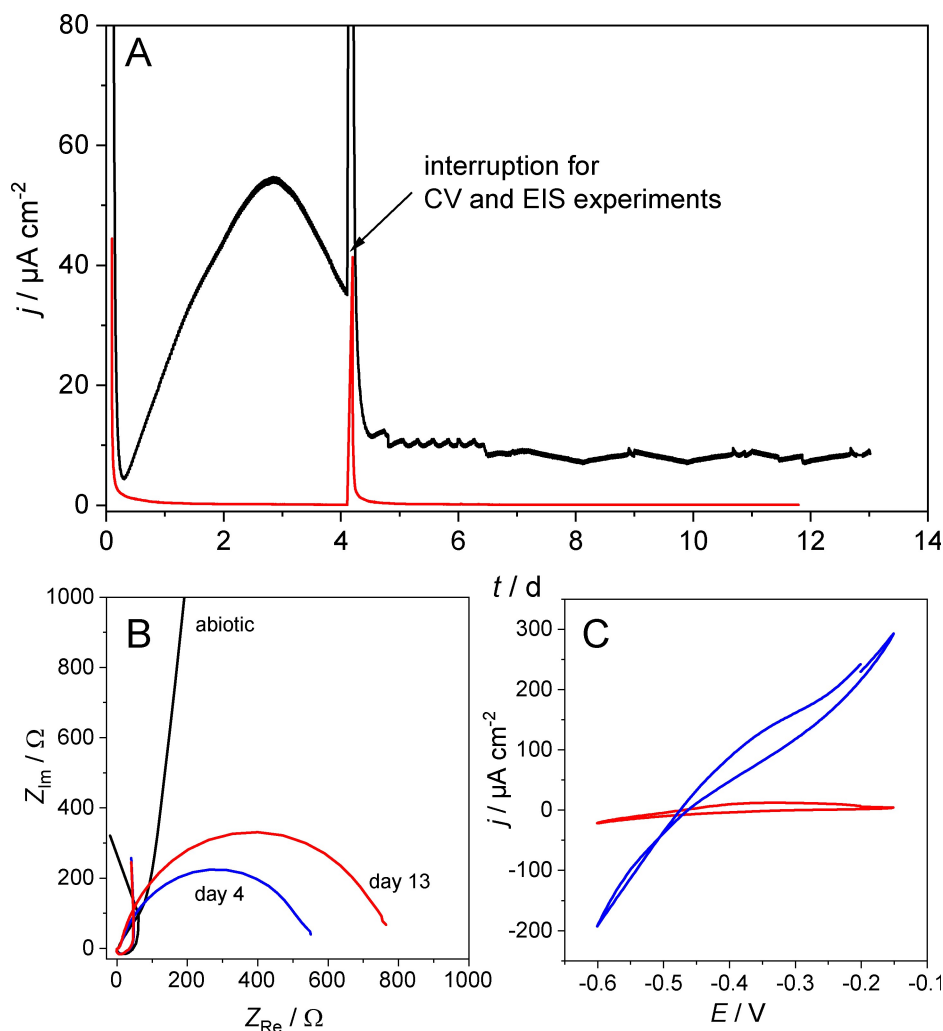 A
80
60
40
20
0
j / µA cm-2
interruption for
CV and EIS experiments
0 2 4 6 8 10 12 14
t / d
B
1000
800
600
400
200
0
ZIm / Ω
abiotic
day 13
day 4
0 200 400 600 800 1000
ZRe / Ω
C
300
200
100
0
-100
-200
j / µA cm-2
-0.6 -0.5 -0.4 -0.3 -0.2 -0.1
E / V